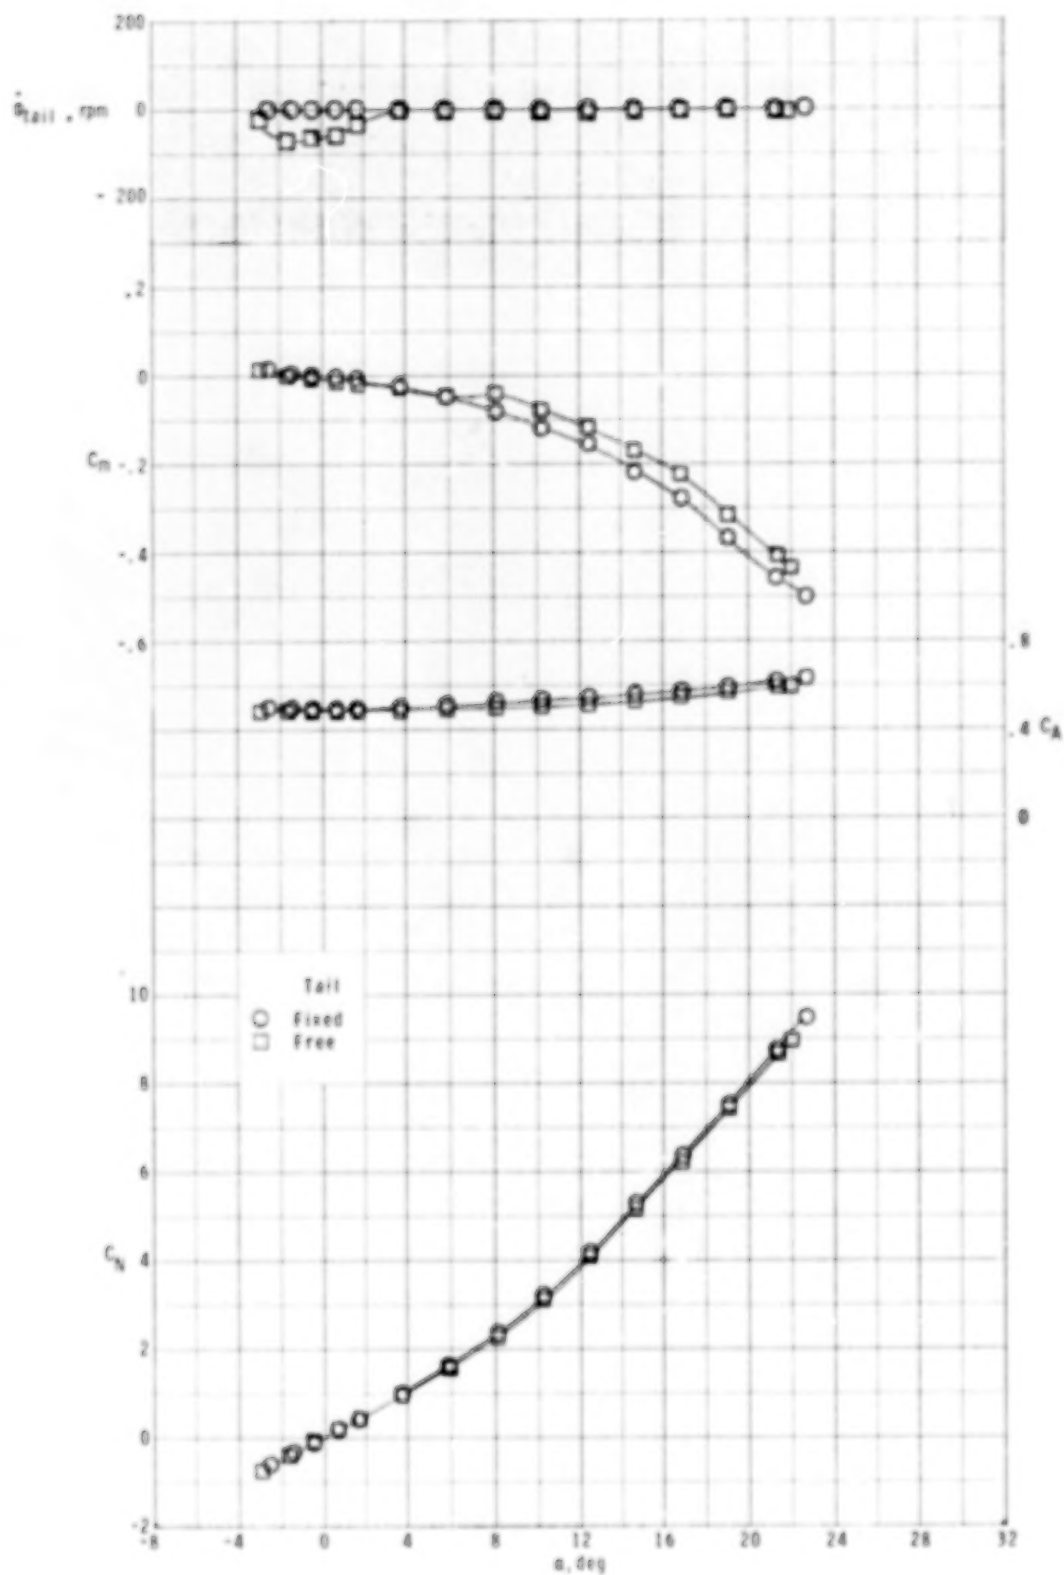 200
ϕ̇tail , rpm 0
- 200
.2
0
Cm -.2
-.4
-.6
.8
.4 CA
0
Tail
10
○ Fixed
□ Free
8
6
CN 4
2
0
-2
-8 -4 0 4 8 12 16 20 24 28 32
α, deg